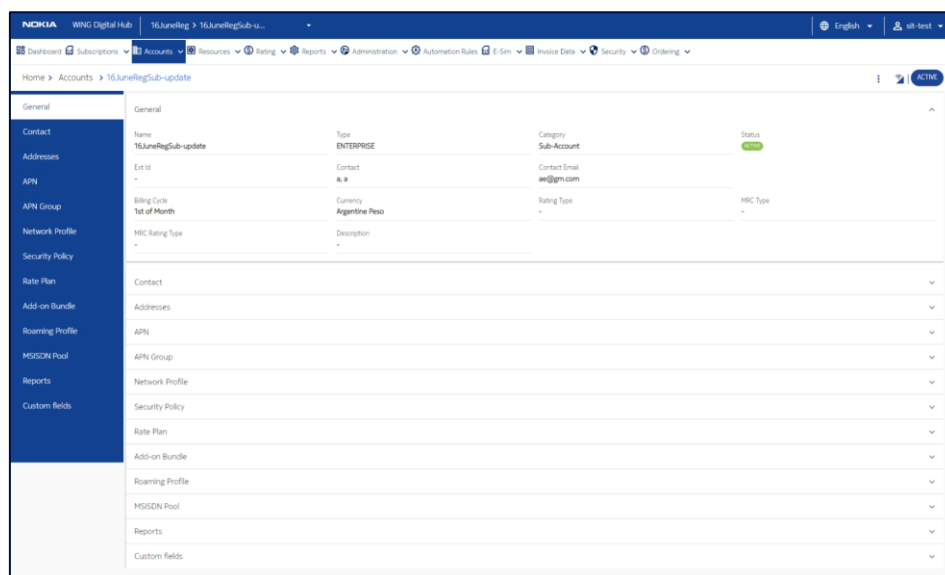 NOKIA WING Digital Hub 16JuneReg > 16JuneRegSub-u... English sit-test
Dashboard Subscriptions Accounts Resources Rating Reports Administration Automation Rules E-Sim Invoice Data Security Ordering
Home > Accounts > 16JuneRegSub-update ACTIVE
General
Contact
Addresses
APN
APN Group
Network Profile
Security Policy
Rate Plan
Add-on Bundle
Roaming Profile
MSISDN Pool
Reports
Custom fields
General
Name Type Category Status
16JuneRegSub-update ENTERPRISE Sub-Account ACTIVE
Ext Id Contact Contact Email
- a, a ae@gm.com
Billing Cycle Currency Rating Type MRC Type
1st of Month Argentine Peso - -
MRC Rating Type Description
- -
Contact
Addresses
APN
APN Group
Network Profile
Security Policy
Rate Plan
Add-on Bundle
Roaming Profile
MSISDN Pool
Reports
Custom fields